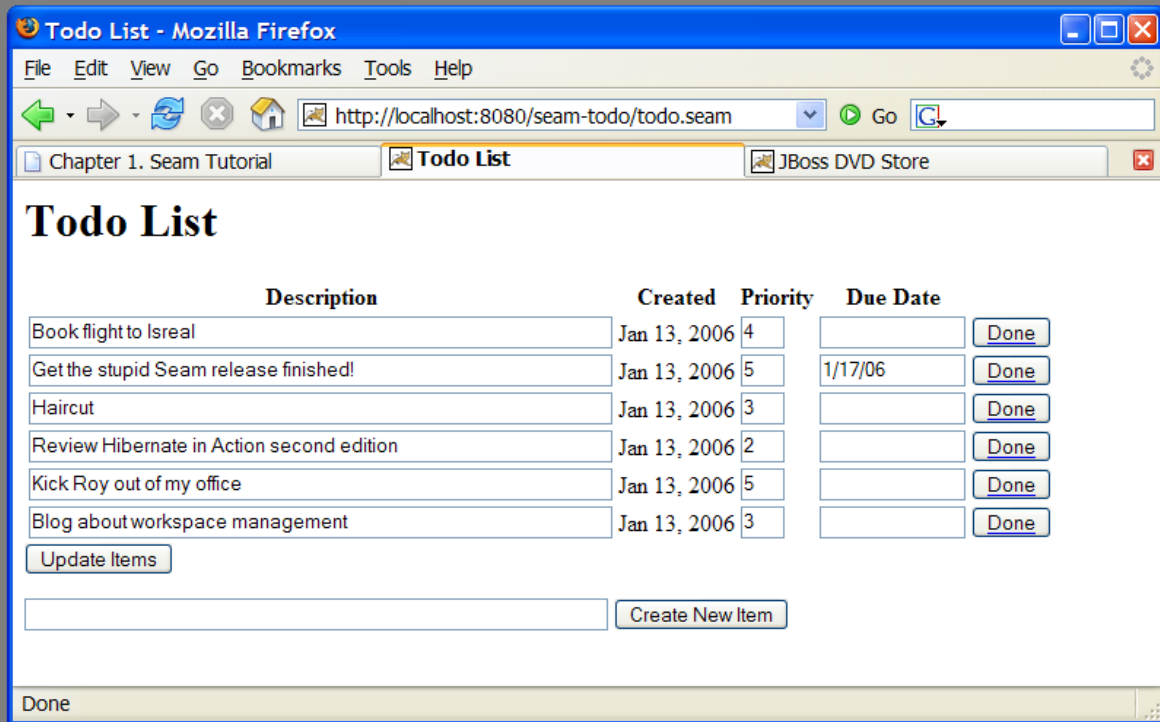 Todo List - Mozilla Firefox
File Edit View Go Bookmarks Tools Help
http://localhost:8080/seam-todo/todo.seam Go G
Chapter 1. Seam Tutorial Todo List JBoss DVD Store
Todo List
Description Created Priority Due Date
Book flight to Isreal Jan 13, 2006 4 Done
Get the stupid Seam release finished! Jan 13, 2006 5 1/17/06 Done
Haircut Jan 13, 2006 3 Done
Review Hibernate in Action second edition Jan 13, 2006 2 Done
Kick Roy out of my office Jan 13, 2006 5 Done
Blog about workspace management Jan 13, 2006 3 Done
Update Items
Create New Item
Done